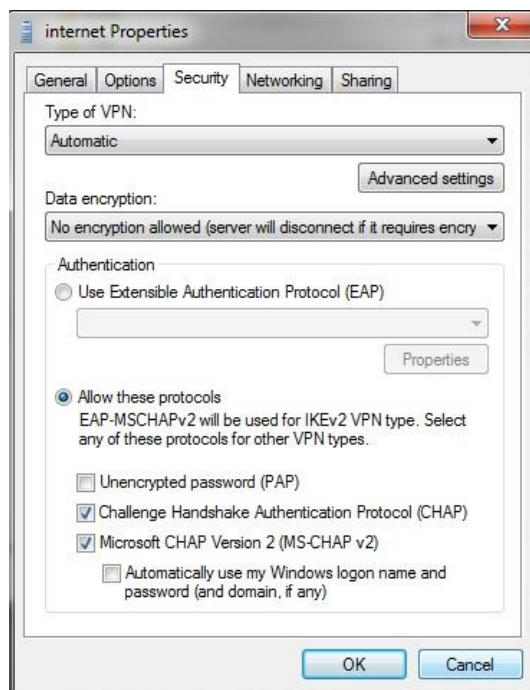 internet Properties
General Options Security Networking Sharing
Type of VPN:
Automatic
Advanced settings
Data encryption:
No encryption allowed (server will disconnect if it requires encry
Authentication
Use Extensible Authentication Protocol (EAP)
Properties
Allow these protocols
EAP-MSCHAPv2 will be used for IKEv2 VPN type. Select
any of these protocols for other VPN types.
Unencrypted password (PAP)
Challenge Handshake Authentication Protocol (CHAP)
Microsoft CHAP Version 2 (MS-CHAP v2)
Automatically use my Windows logon name and
password (and domain, if any)
OK Cancel